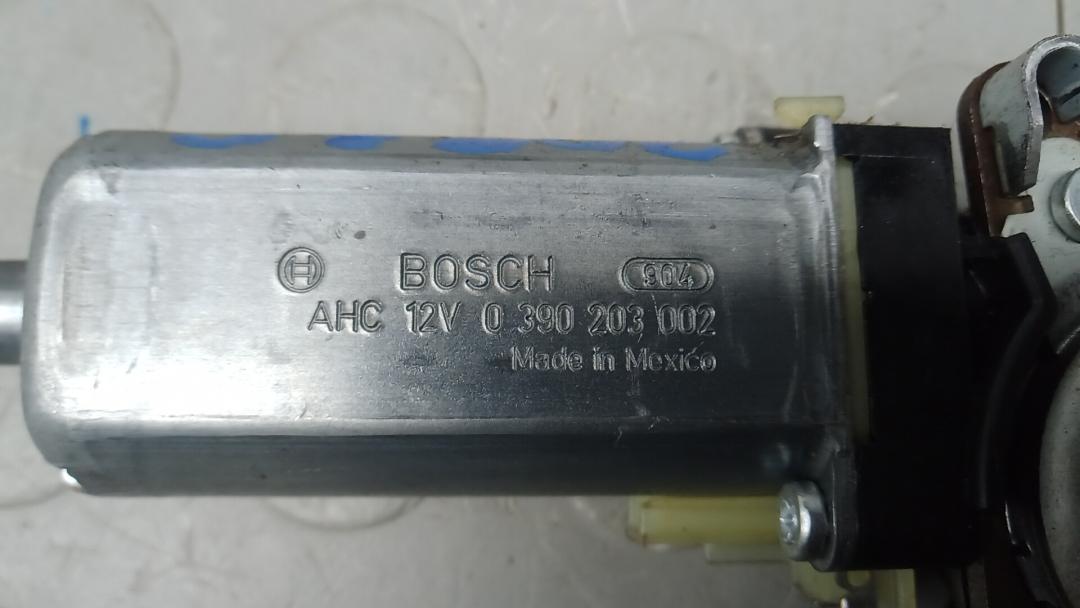 BOSCH 904
AHC 12V 0 390 203 002
Made in Mexico